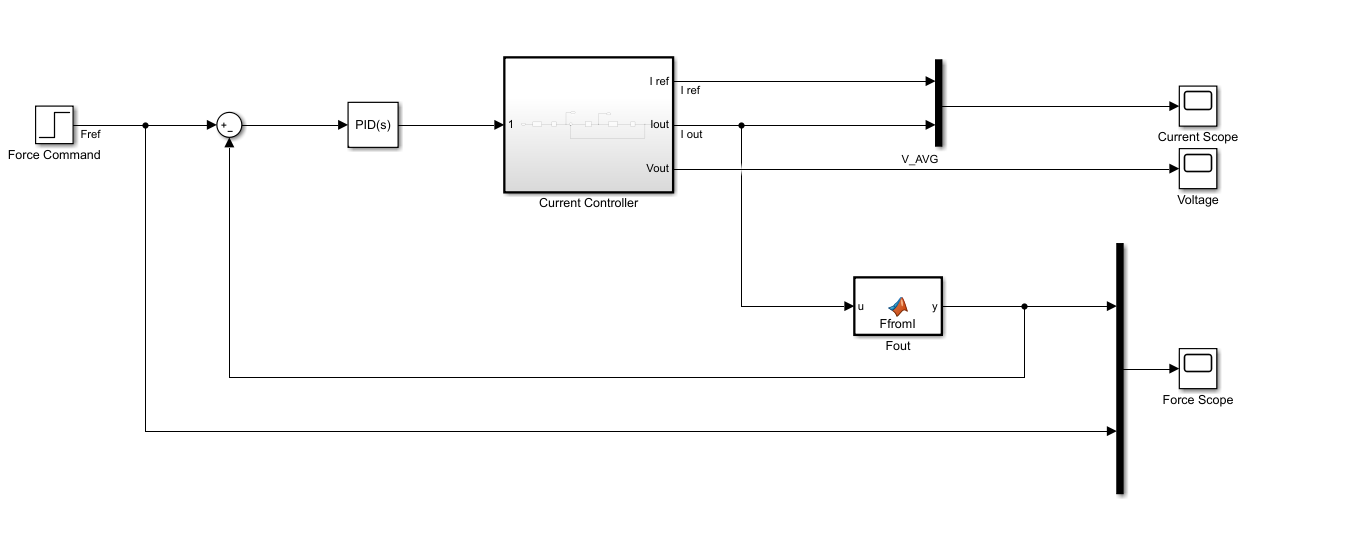 Force Command
Fref
+
−
PID(s)
1
I ref
Iout
Vout
Current Controller
I ref
I out
V_AVG
Current Scope
Voltage
u
y
FfromI
Fout
Force Scope